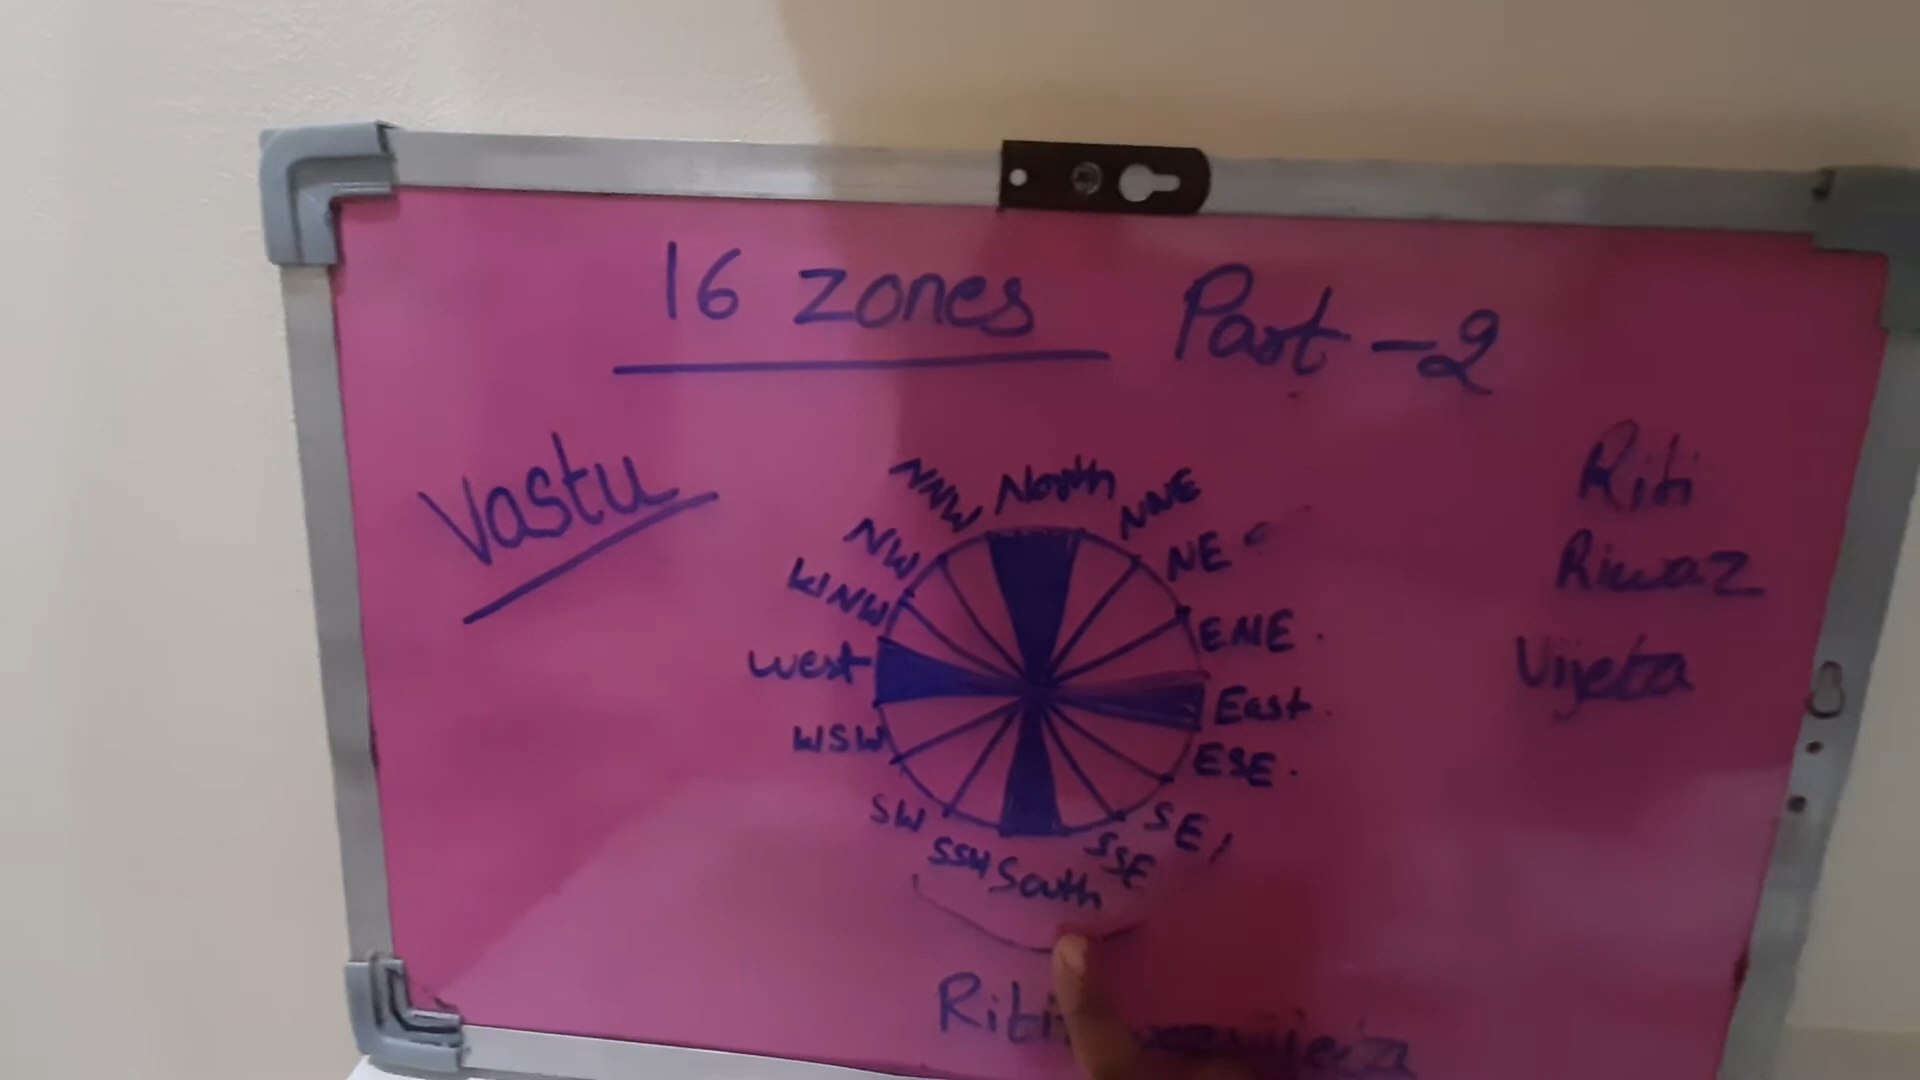 16 zones Part-2
Vastu
North
NNW
NNE
NW
NE
WNW
ENE
West
East
WSW
ESE
SW
SE
SSW
South
SSE
Riti
Riwaz
Vijeta
Riti